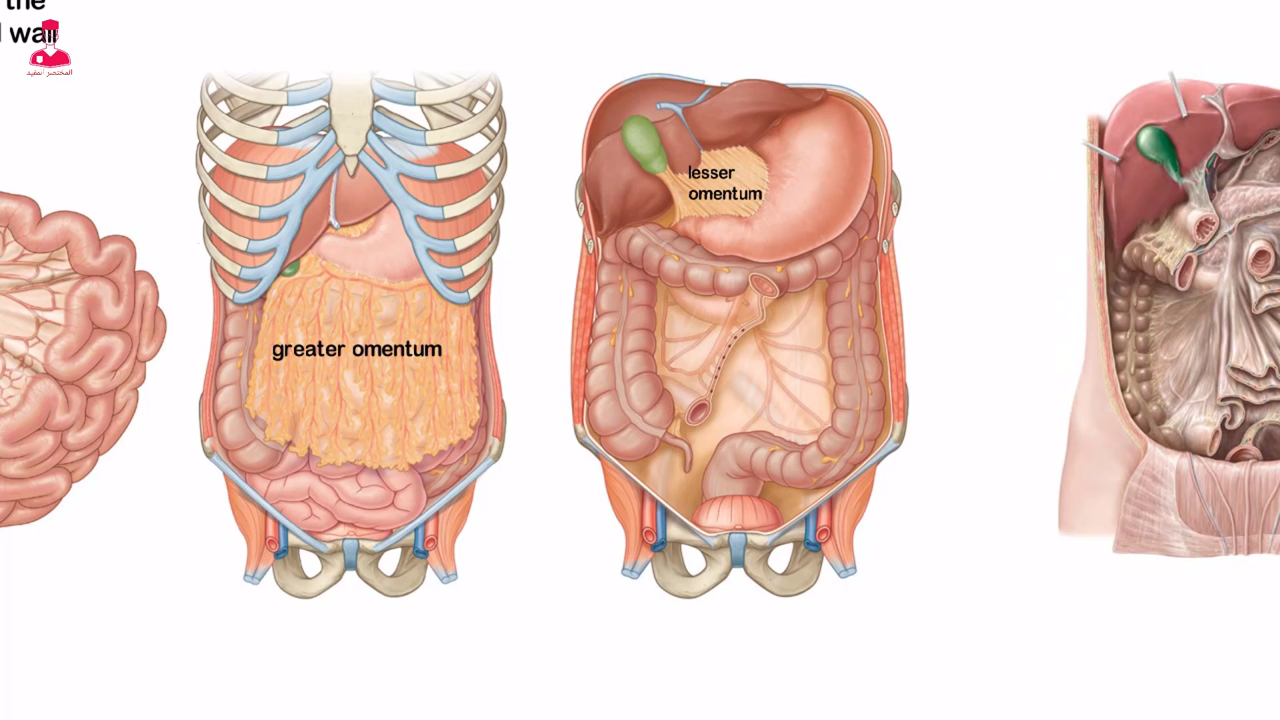 the
wall
المختصر المفيد
greater omentum
lesser
omentum